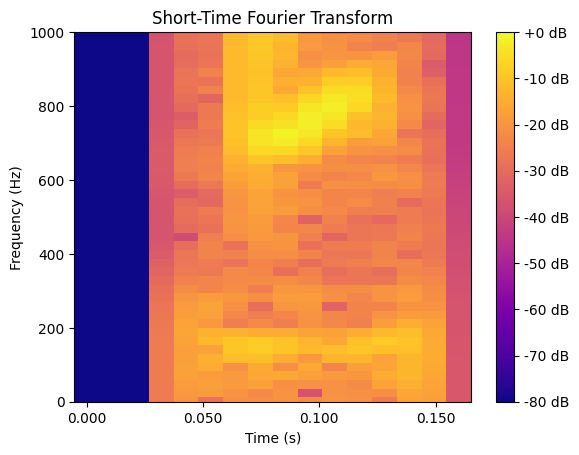 Short-Time Fourier Transform
1000
800
600
400
200
0
Frequency (Hz)
0.000
0.050
0.100
0.150
Time (s)
+0 dB
-10 dB
-20 dB
-30 dB
-40 dB
-50 dB
-60 dB
-70 dB
-80 dB